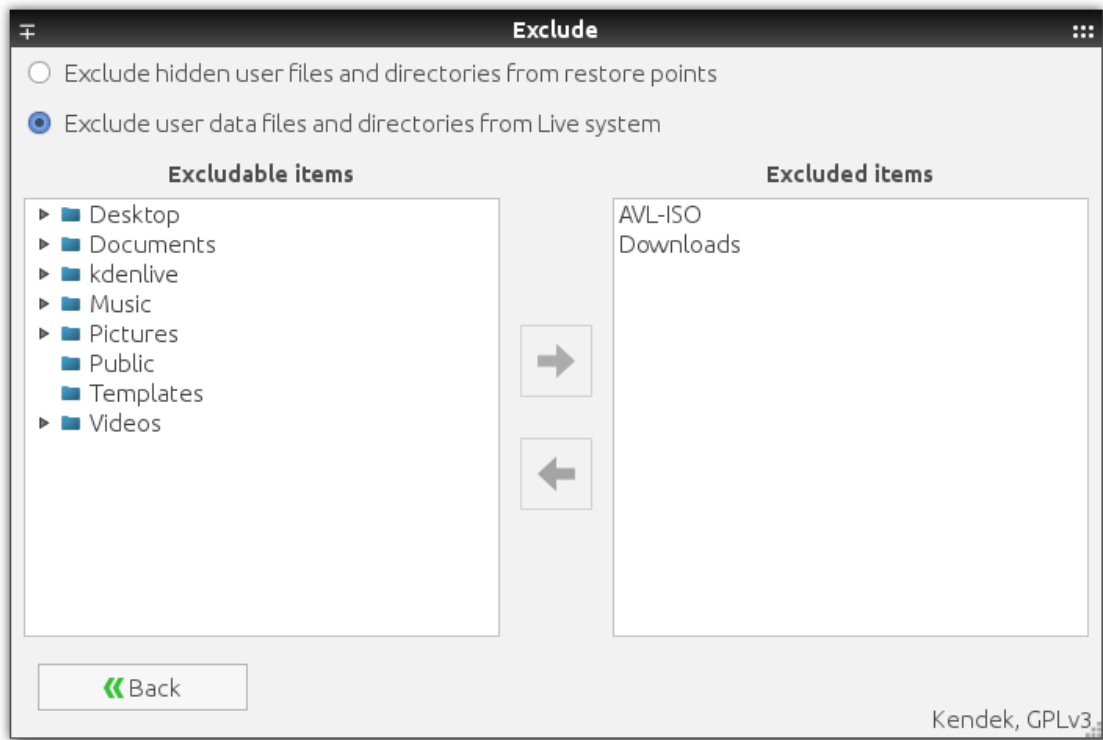 Exclude
Exclude hidden user files and directories from restore points
Exclude user data files and directories from Live system
Excludable items
Desktop
Documents
kdenlive
Music
Pictures
Public
Templates
Videos
Excluded items
AVL-ISO
Downloads
Back
Kendek, GPLv3